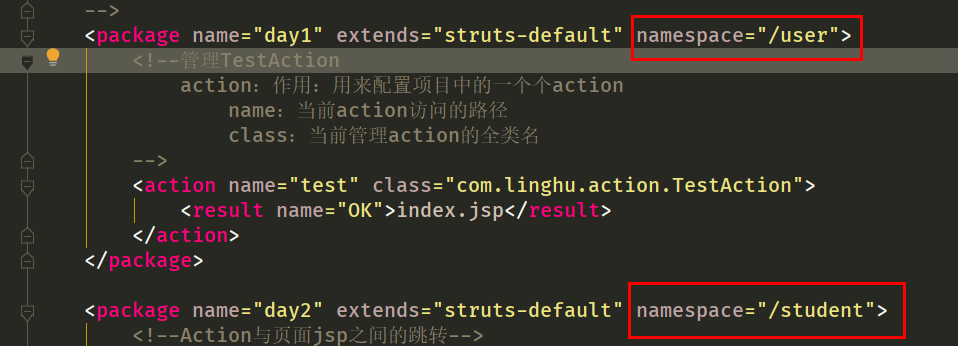 -->
<package name="day1" extends="struts-default" namespace="/user">
<!--管理TestAction
action：作用：用来配置项目中的一个个action
name：当前action访问的路径
class：当前管理action的全类名
-->
<action name="test" class="com.linghu.action.TestAction">
<result name="OK">index.jsp</result>
</action>
</package>
<package name="day2" extends="struts-default" namespace="/student">
<!--Action与页面jsp之间的跳转-->